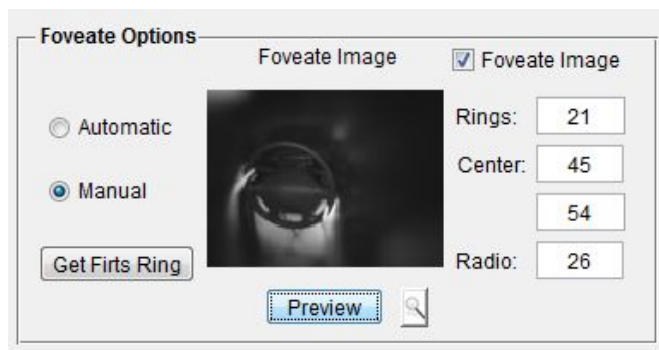 Foveate Options
Foveate Image
Foveate Image
Automatic
Manual
Get Firts Ring
Rings: 21
Center: 45
54
Radio: 26
Preview